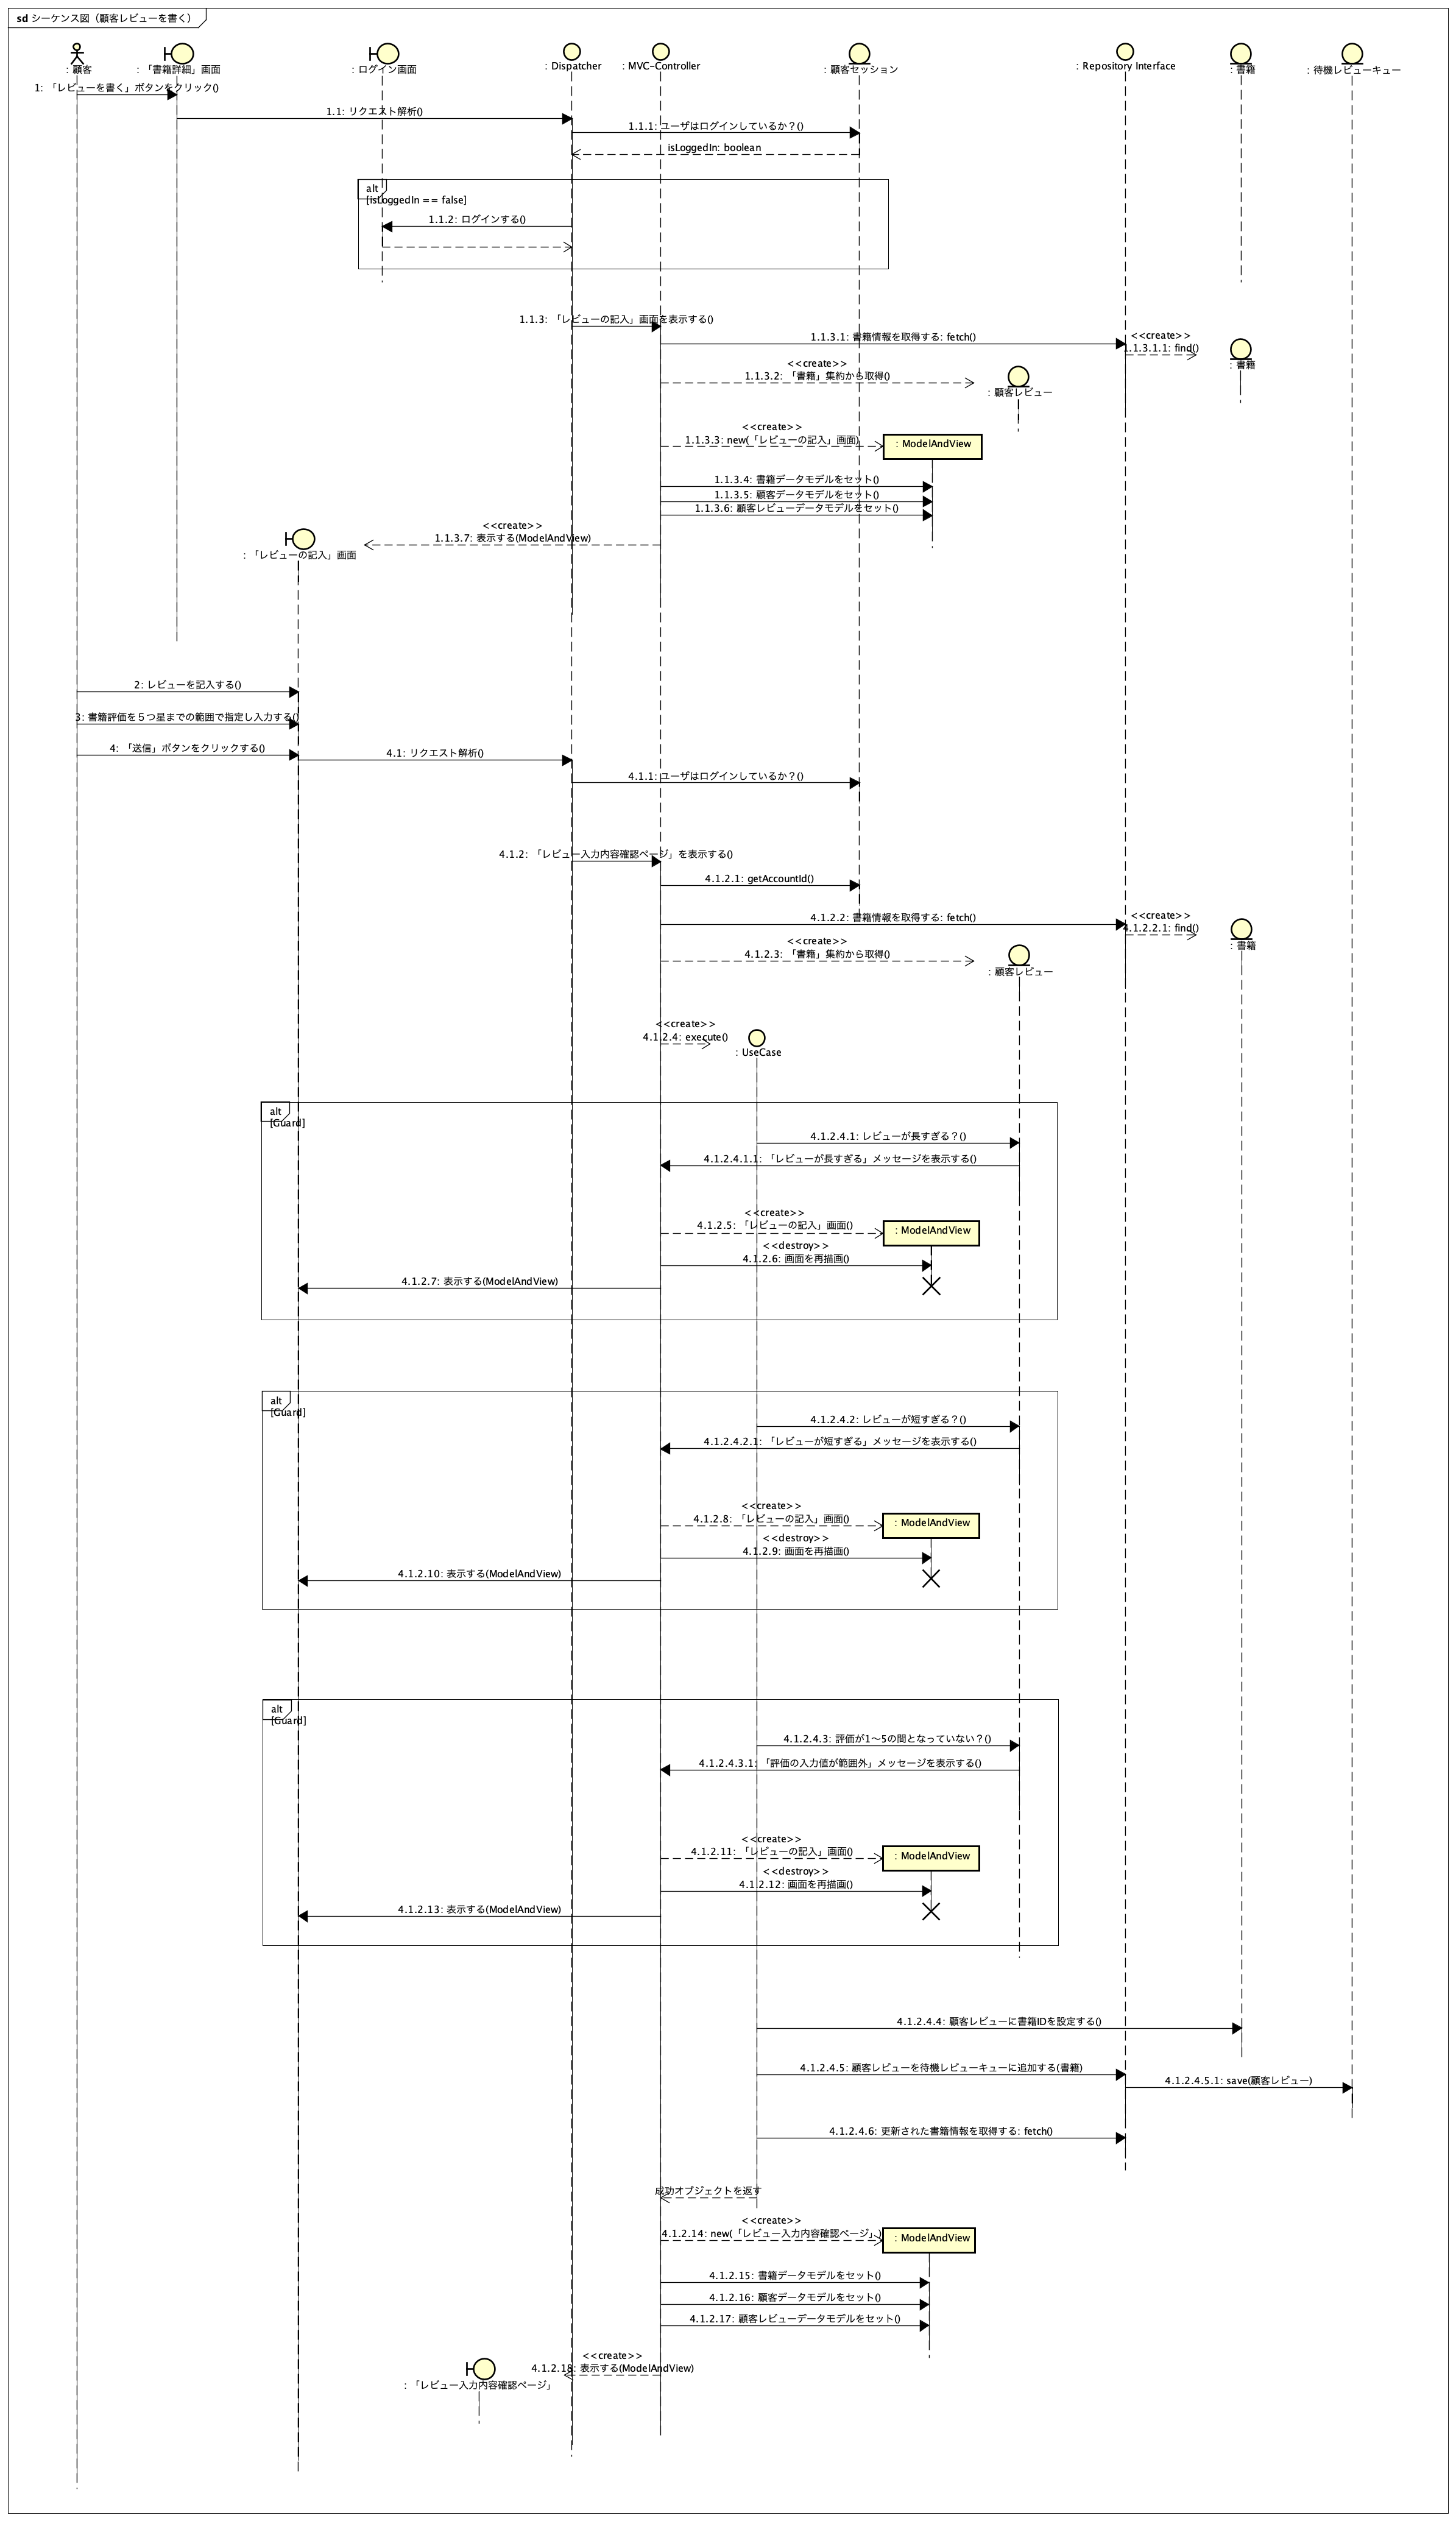 sd シーケンス図（顧客レビューを書く）
: 顧客
: 「書籍詳細」画面
: ログイン画面
: Dispatcher
: MVC-Controller
: 顧客セッション
: Repository Interface
: 書籍
: 待機レビューキュー
1: 「レビューを書く」ボタンをクリック()
1.1: リクエスト解析()
1.1.1: ユーザはログインしているか？()
isLoggedIn: boolean
alt
[isLoggedIn == false]
1.1.2: ログインする()
1.1.3: 「レビューの記入」画面を表示する()
1.1.3.1: 書籍情報を取得する: fetch()
<<create>>
1.1.3.1.1: find()
: 書籍
<<create>>
1.1.3.2: 「書籍」集約から取得()
: 顧客レビュー
<<create>>
1.1.3.3: new(「レビューの記入」画面)
: ModelAndView
1.1.3.4: 書籍データモデルをセット()
1.1.3.5: 顧客データモデルをセット()
1.1.3.6: 顧客レビューデータモデルをセット()
<<create>>
1.1.3.7: 表示する(ModelAndView)
: 「レビューの記入」画面
2: レビューを記入する()
3: 書籍評価を５つ星までの範囲で指定し入力する()
4: 「送信」ボタンをクリックする()
4.1: リクエスト解析()
4.1.1: ユーザはログインしているか？()
4.1.2: 「レビュー入力内容確認ページ」を表示する()
4.1.2.1: getAccountId()
4.1.2.2: 書籍情報を取得する: fetch()
<<create>>
4.1.2.2.1: find()
: 書籍
<<create>>
4.1.2.3: 「書籍」集約から取得()
: 顧客レビュー
<<create>>
4.1.2.4: execute()
: UseCase
alt
[Guard]
4.1.2.4.1: レビューが長すぎる？()
4.1.2.4.1.1: 「レビューが長すぎる」メッセージを表示する()
<<create>>
4.1.2.5: 「レビューの記入」画面()
: ModelAndView
<<destroy>>
4.1.2.6: 画面を再描画()
4.1.2.7: 表示する(ModelAndView)
alt
[Guard]
4.1.2.4.2: レビューが短すぎる？()
4.1.2.4.2.1: 「レビューが短すぎる」メッセージを表示する()
<<create>>
4.1.2.8: 「レビューの記入」画面()
: ModelAndView
<<destroy>>
4.1.2.9: 画面を再描画()
4.1.2.10: 表示する(ModelAndView)
alt
[Guard]
4.1.2.4.3: 評価が1〜5の間となっていない？()
4.1.2.4.3.1: 「評価の入力値が範囲外」メッセージを表示する()
<<create>>
4.1.2.11: 「レビューの記入」画面()
: ModelAndView
<<destroy>>
4.1.2.12: 画面を再描画()
4.1.2.13: 表示する(ModelAndView)
4.1.2.4.4: 顧客レビューに書籍IDを設定する()
4.1.2.4.5: 顧客レビューを待機レビューキューに追加する(書籍)
4.1.2.4.5.1: save(顧客レビュー)
4.1.2.4.6: 更新された書籍情報を取得する: fetch()
成功オブジェクトを返す
<<create>>
4.1.2.14: new(「レビュー入力内容確認ページ」)
: ModelAndView
4.1.2.15: 書籍データモデルをセット()
4.1.2.16: 顧客データモデルをセット()
4.1.2.17: 顧客レビューデータモデルをセット()
<<create>>
4.1.2.18: 表示する(ModelAndView)
: 「レビュー入力内容確認ページ」